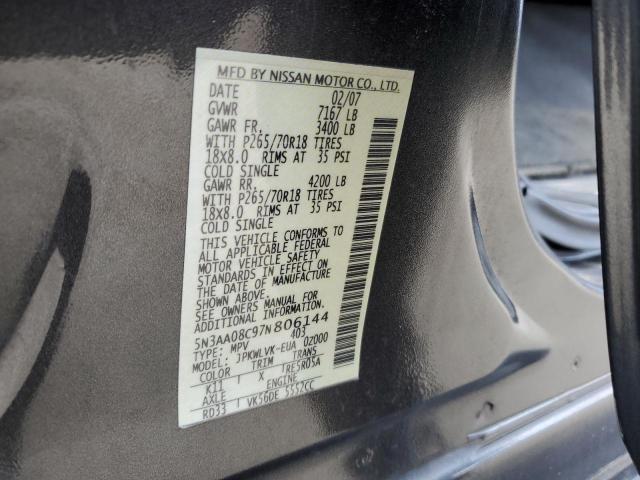 MFD BY NISSAN MOTOR CO., LTD.
DATE 02/07
GVWR 7167 LB
GAWR FR. 3400 LB
WITH P265/70R18 TIRES
18X8.0 RIMS AT 35 PSI
COLD SINGLE
GAWR RR. 4200 LB
WITH P265/70R18 TIRES
18X8.0 RIMS AT 35 PSI
COLD SINGLE
THIS VEHICLE CONFORMS TO
ALL APPLICABLE FEDERAL
MOTOR VEHICLE SAFETY
STANDARDS IN EFFECT ON
THE DATE OF MANUFACTURE
SHOWN ABOVE.
SEE OWNERS MANUAL FOR
MORE INFORMATION.
5N3AA08C97N806144
TYPE: MPV 403
MODEL: JPKWLVK-EUA 02000
COLOR TRIM TRANS
K11 X RE5R05A
AXLE ENGINE
RD33 VK56DE 5552CC